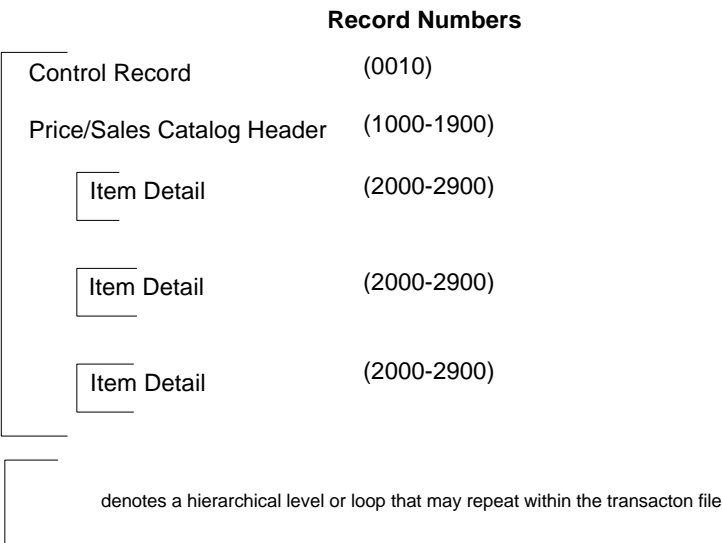 Record Numbers
Control Record (0010)
Price/Sales Catalog Header (1000-1900)
Item Detail (2000-2900)
Item Detail (2000-2900)
Item Detail (2000-2900)
denotes a hierarchical level or loop that may repeat within the transacton file